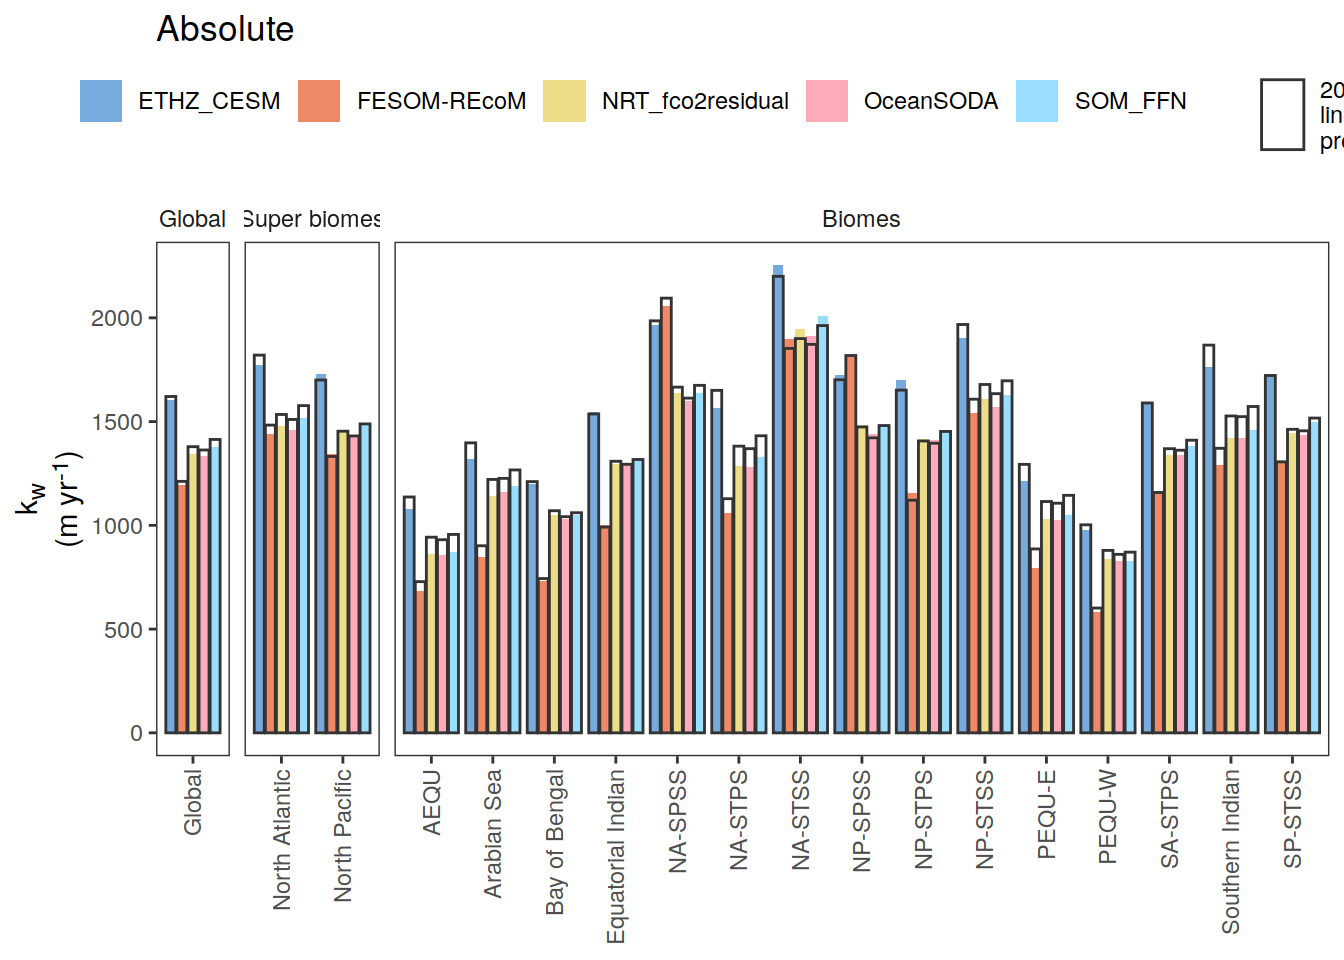 Absolute
ETHZ_CESM FESOM-REcoM NRT_fco2residual OceanSODA SOM_FFN
Global Super biomes Biomes
2000
1500
1000
500
0
kw
(m yr-1)
Global
North Atlantic
North Pacific
AEQU
Arabian Sea
Bay of Bengal
Equatorial Indian
NA-SPSS
NA-STPS
NA-STSS
NP-SPSS
NP-STPS
NP-STSS
PEQU-E
PEQU-W
SA-STPS
Southern Indian
SP-STSS